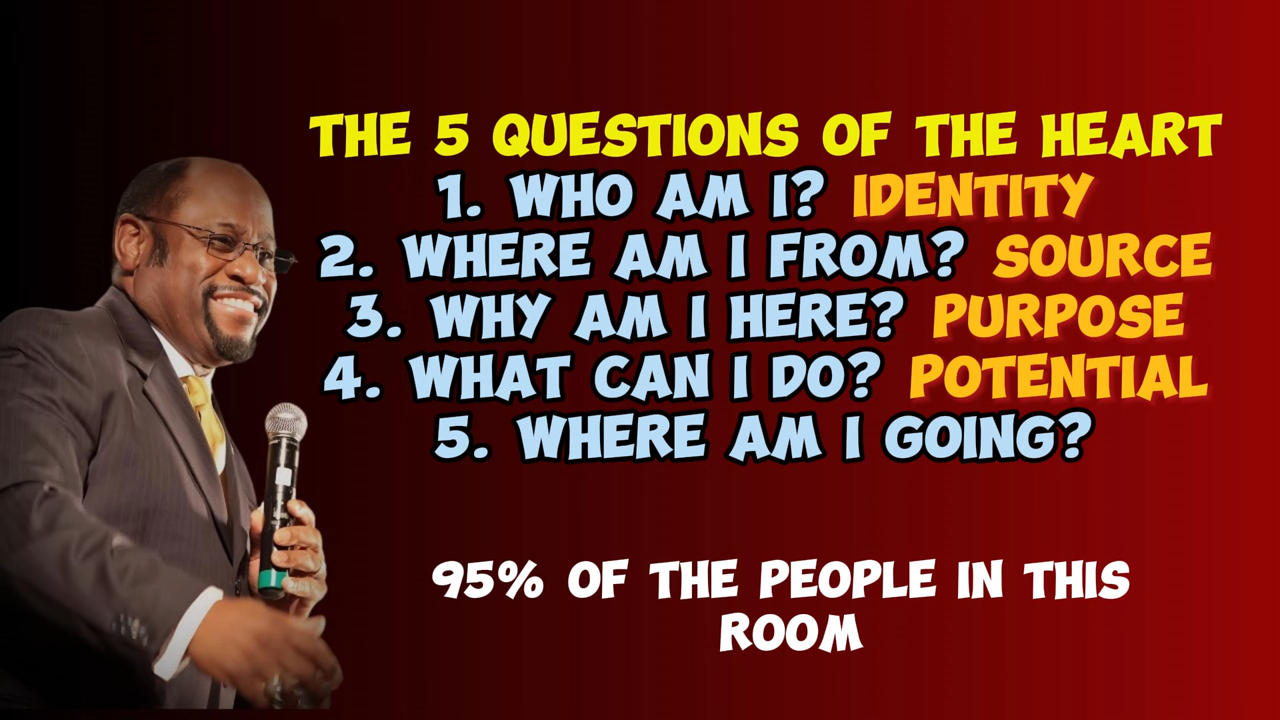 THE 5 QUESTIONS OF THE HEART
1. WHO AM I? IDENTITY
2. WHERE AM I FROM? SOURCE
3. WHY AM I HERE? PURPOSE
4. WHAT CAN I DO? POTENTIAL
5. WHERE AM I GOING?
95% OF THE PEOPLE IN THIS
ROOM